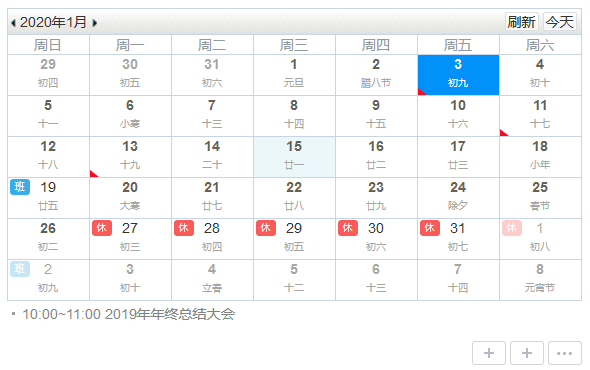 2020年1月 刷新 今天
周日 周一 周二 周三 周四 周五 周六
29 30 31 1 2 3 4
初四 初五 初六 元旦 腊八节 初九 初十
5 6 7 8 9 10 11
十一 小寒 十三 十四 十五 十六 十七
12 13 14 15 16 17 18
十八 十九 二十 廿一 廿二 廿三 小年
班 19 20 21 22 23 24 25
廿五 大寒 廿七 廿八 廿九 除夕 春节
26 休 27 休 28 休 29 休 30 休 31 休 1
初二 初三 初四 初五 初六 初七 初八
班 2 3 4 5 6 7 8
初九 初十 立春 十二 十三 十四 元宵节
10:00~11:00 2019年年终总结大会